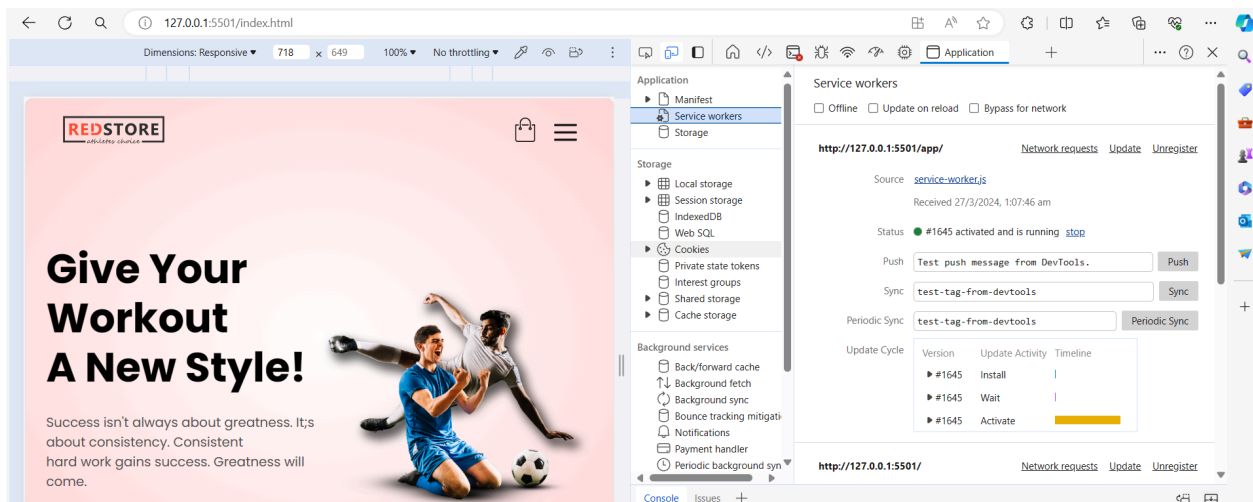 127.0.0.1:5501/index.html
Dimensions: Responsive 718 x 649 100% No throttling
Application
REDSTORE
athletes choice
Give Your
Workout
A New Style!
Success isn't always about greatness. It;s
about consistency. Consistent
hard work gains success. Greatness will
come.
Application
Manifest
Service workers
Storage
Storage
Local storage
Session storage
IndexedDB
Web SQL
Cookies
Private state tokens
Interest groups
Shared storage
Cache storage
Background services
Back/forward cache
Background fetch
Background sync
Bounce tracking mitigati
Notifications
Payment handler
Periodic background syn
Service workers
Offline Update on reload Bypass for network
http://127.0.0.1:5501/app/ Network requests Update Unregister
Source service-worker.js
Received 27/3/2024, 1:07:46 am
Status #1645 activated and is running stop
Push Test push message from DevTools. Push
Sync test-tag-from-devtools Sync
Periodic Sync test-tag-from-devtools Periodic Sync
Update Cycle Version Update Activity Timeline
#1645 Install
#1645 Wait
#1645 Activate
http://127.0.0.1:5501/ Network requests Update Unregister
Console Issues